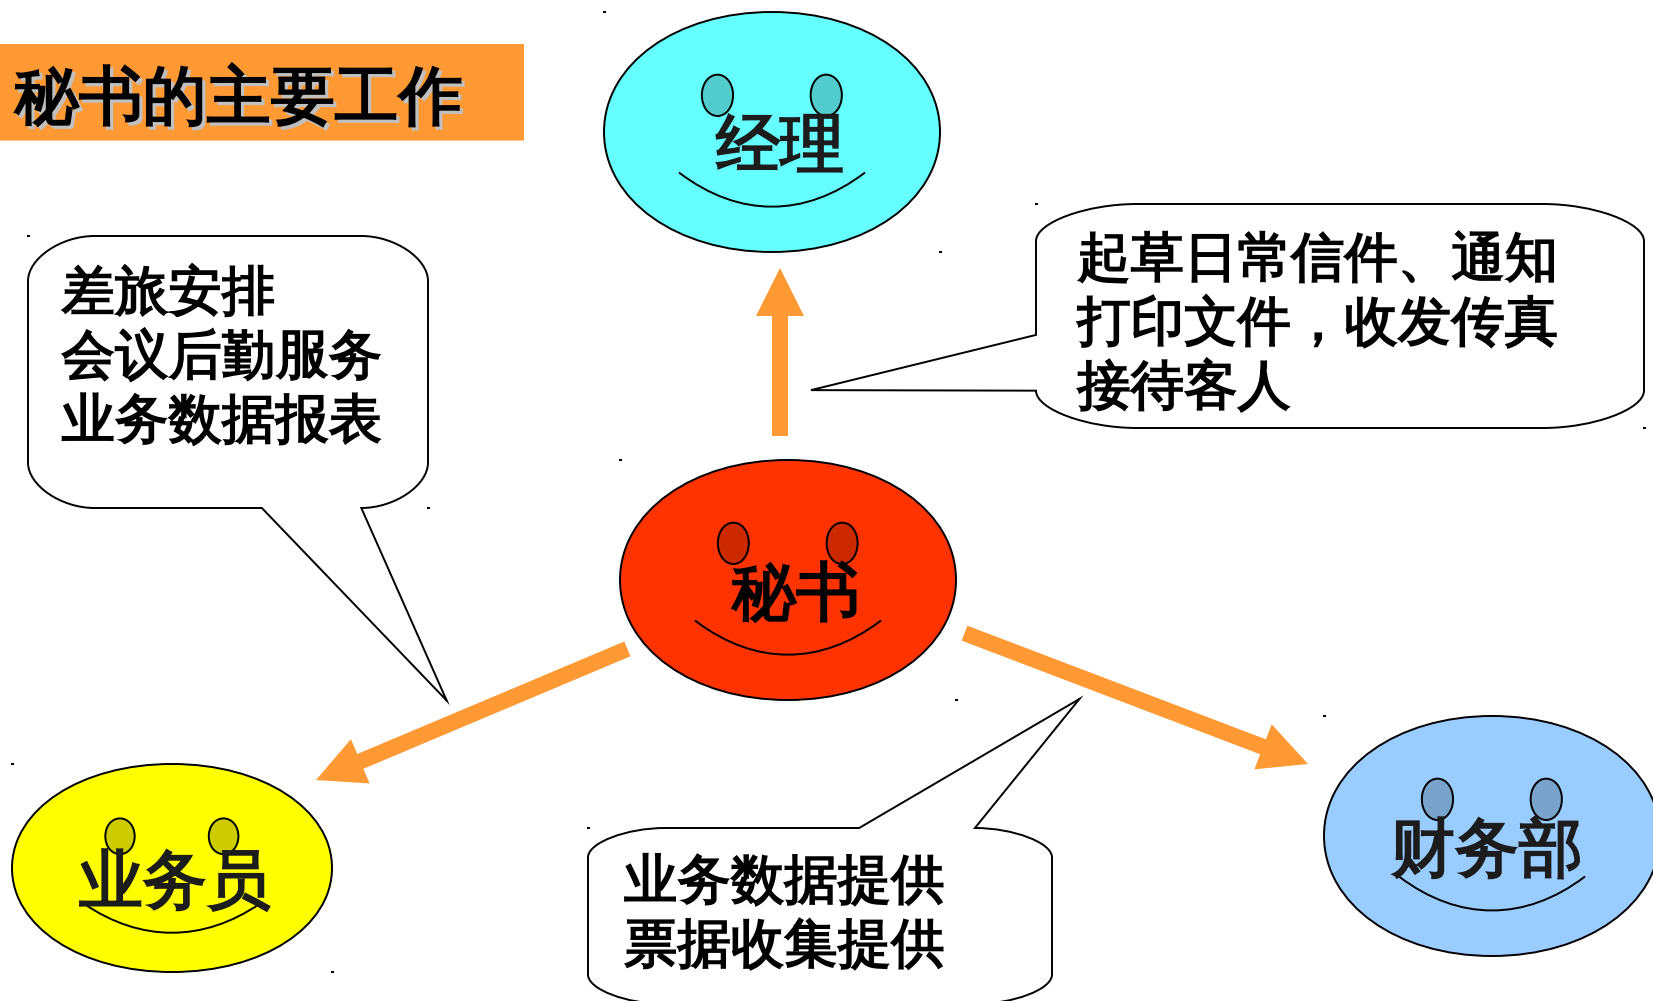 秘书的主要工作
经理
起草日常信件、通知
打印文件，收发传真
接待客人
差旅安排
会议后勤服务
业务数据报表
秘书
业务员
业务数据提供
票据收集提供
财务部